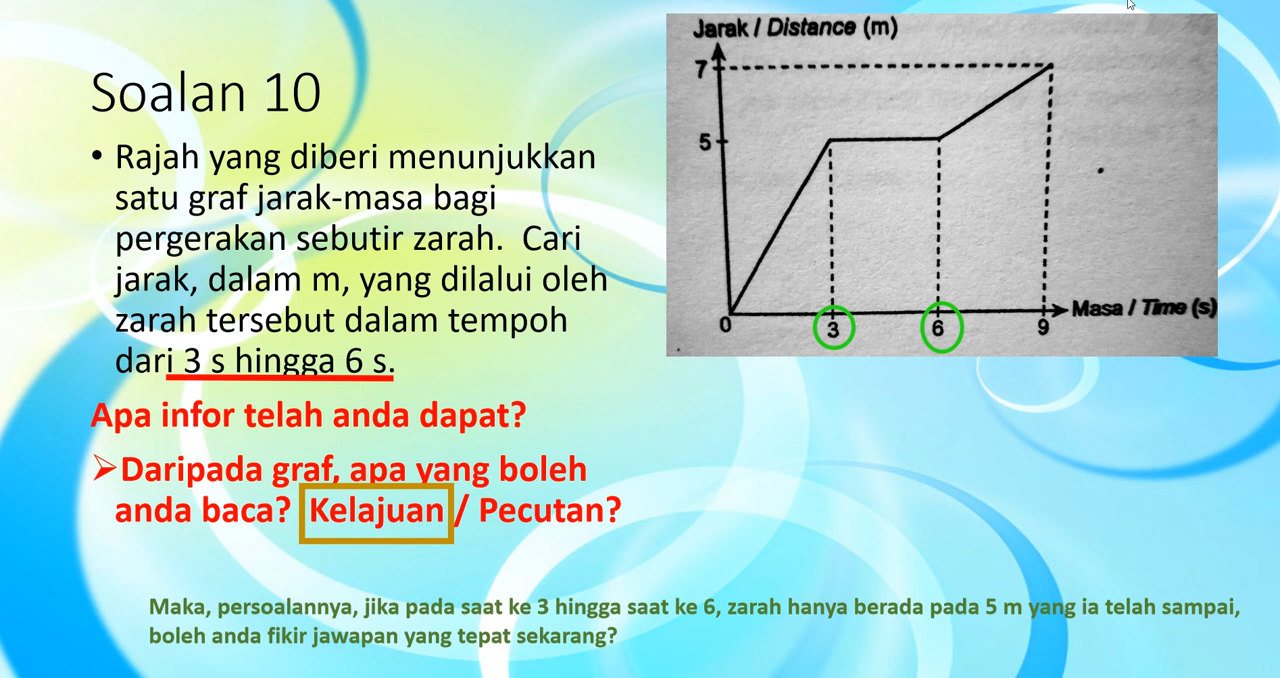 Soalan 10
• Rajah yang diberi menunjukkan
satu graf jarak-masa bagi
pergerakan sebutir zarah. Cari
jarak, dalam m, yang dilalui oleh
zarah tersebut dalam tempoh
dari 3 s hingga 6 s.
Apa infor telah anda dapat?
➢Daripada graf, apa yang boleh
anda baca? Kelajuan / Pecutan?
Jarak / Distance (m)
7
5
0 3 6 9 Masa / Time (s)
Maka, persoalannya, jika pada saat ke 3 hingga saat ke 6, zarah hanya berada pada 5 m yang ia telah sampai,
boleh anda fikir jawapan yang tepat sekarang?